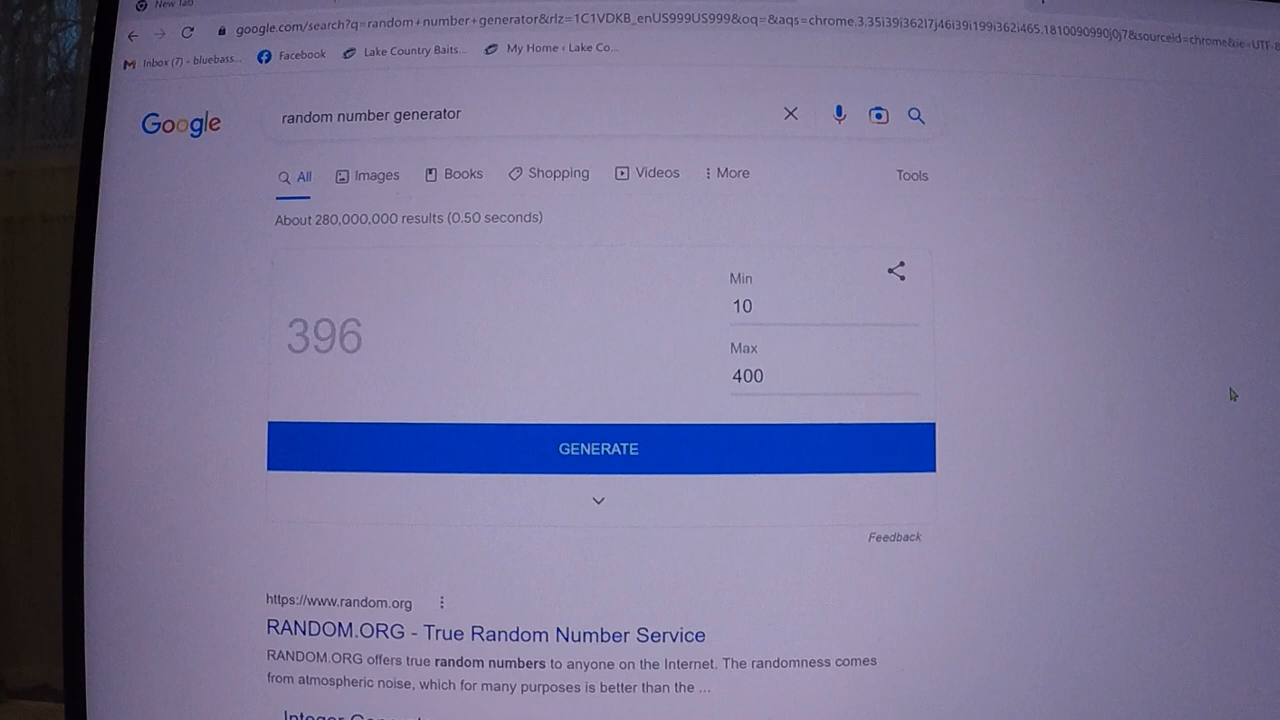 New Tab
google.com/search?q=random+number+generator&rlz=1C1VDKB_enUS999US999&oq=&aqs=chrome.3.35i39i362l7j46i39i199i362i465.1810090990j0j7&sourceid=chrome&ie=UTF-8
Inbox (7) - bluebass... Facebook Lake Country Baits... My Home ‹ Lake Co...
Google random number generator
All Images Books Shopping Videos More Tools
About 280,000,000 results (0.50 seconds)
Min
10
396
Max
400
GENERATE
Feedback
https://www.random.org
RANDOM.ORG - True Random Number Service
RANDOM.ORG offers true random numbers to anyone on the Internet. The randomness comes
from atmospheric noise, which for many purposes is better than the ...
Integer